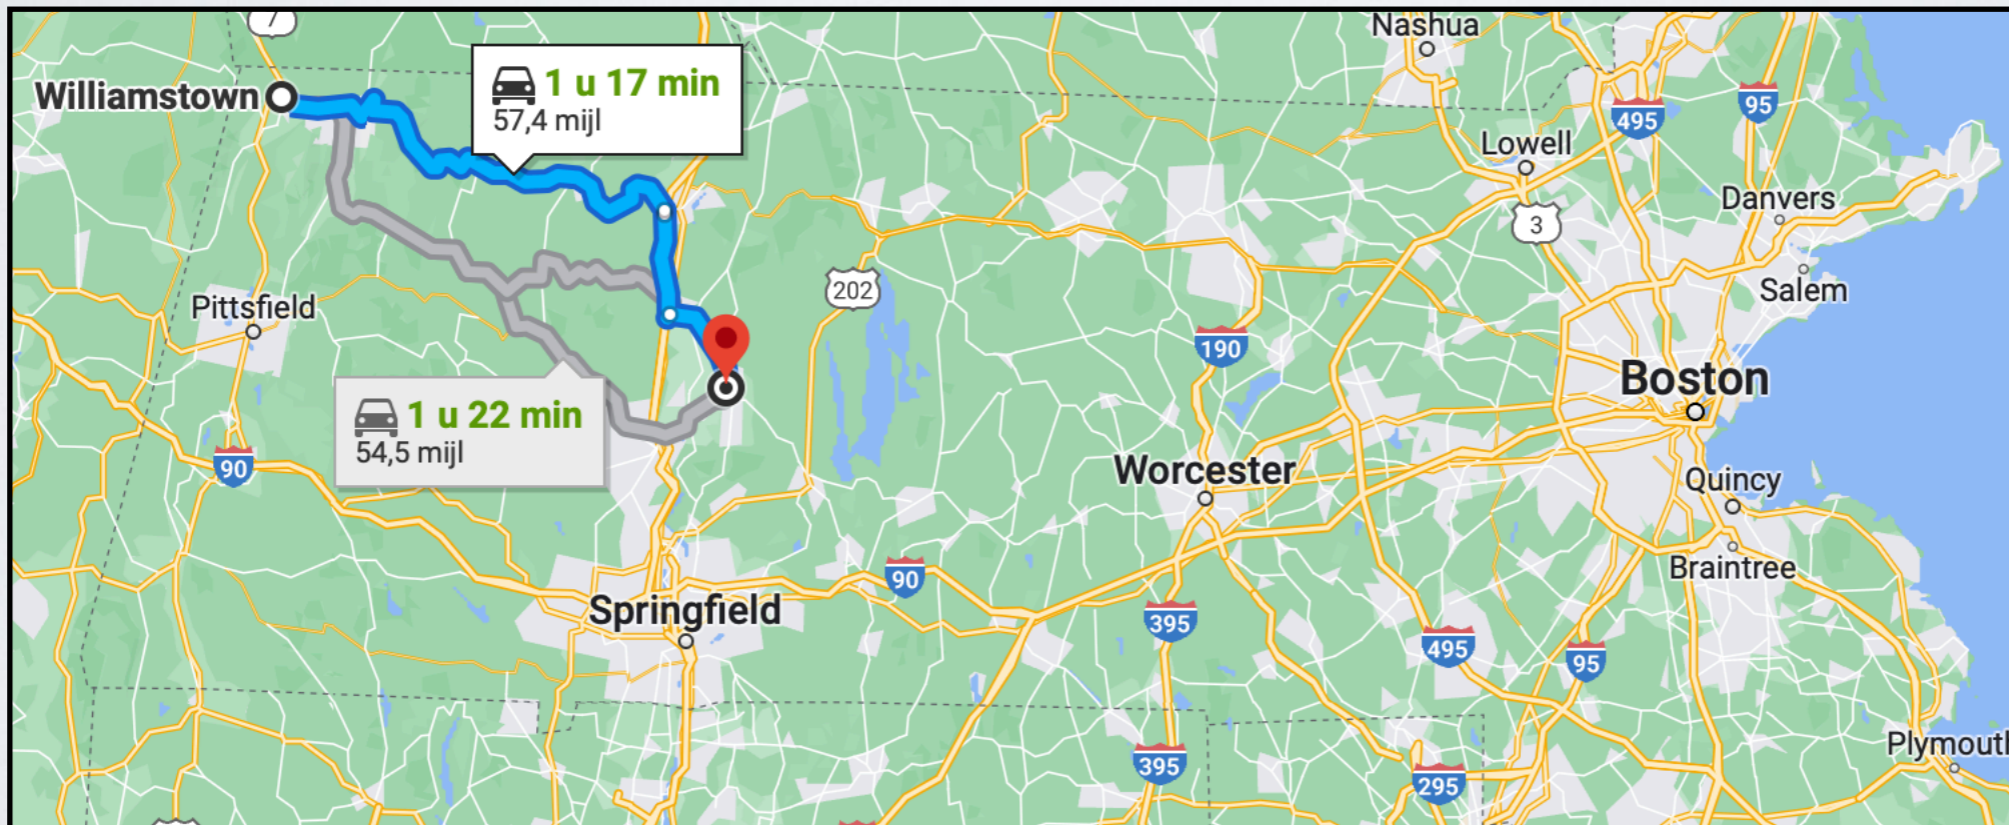 7
Nashua
Williamstown
1 u 17 min
57,4 mijl
495
95
Lowell
Danvers
3
Salem
202
Pittsfield
190
Boston
1 u 22 min
54,5 mijl
90
Worcester
Quincy
90
Braintree
Springfield
395
495
95
Plymouth
395
295